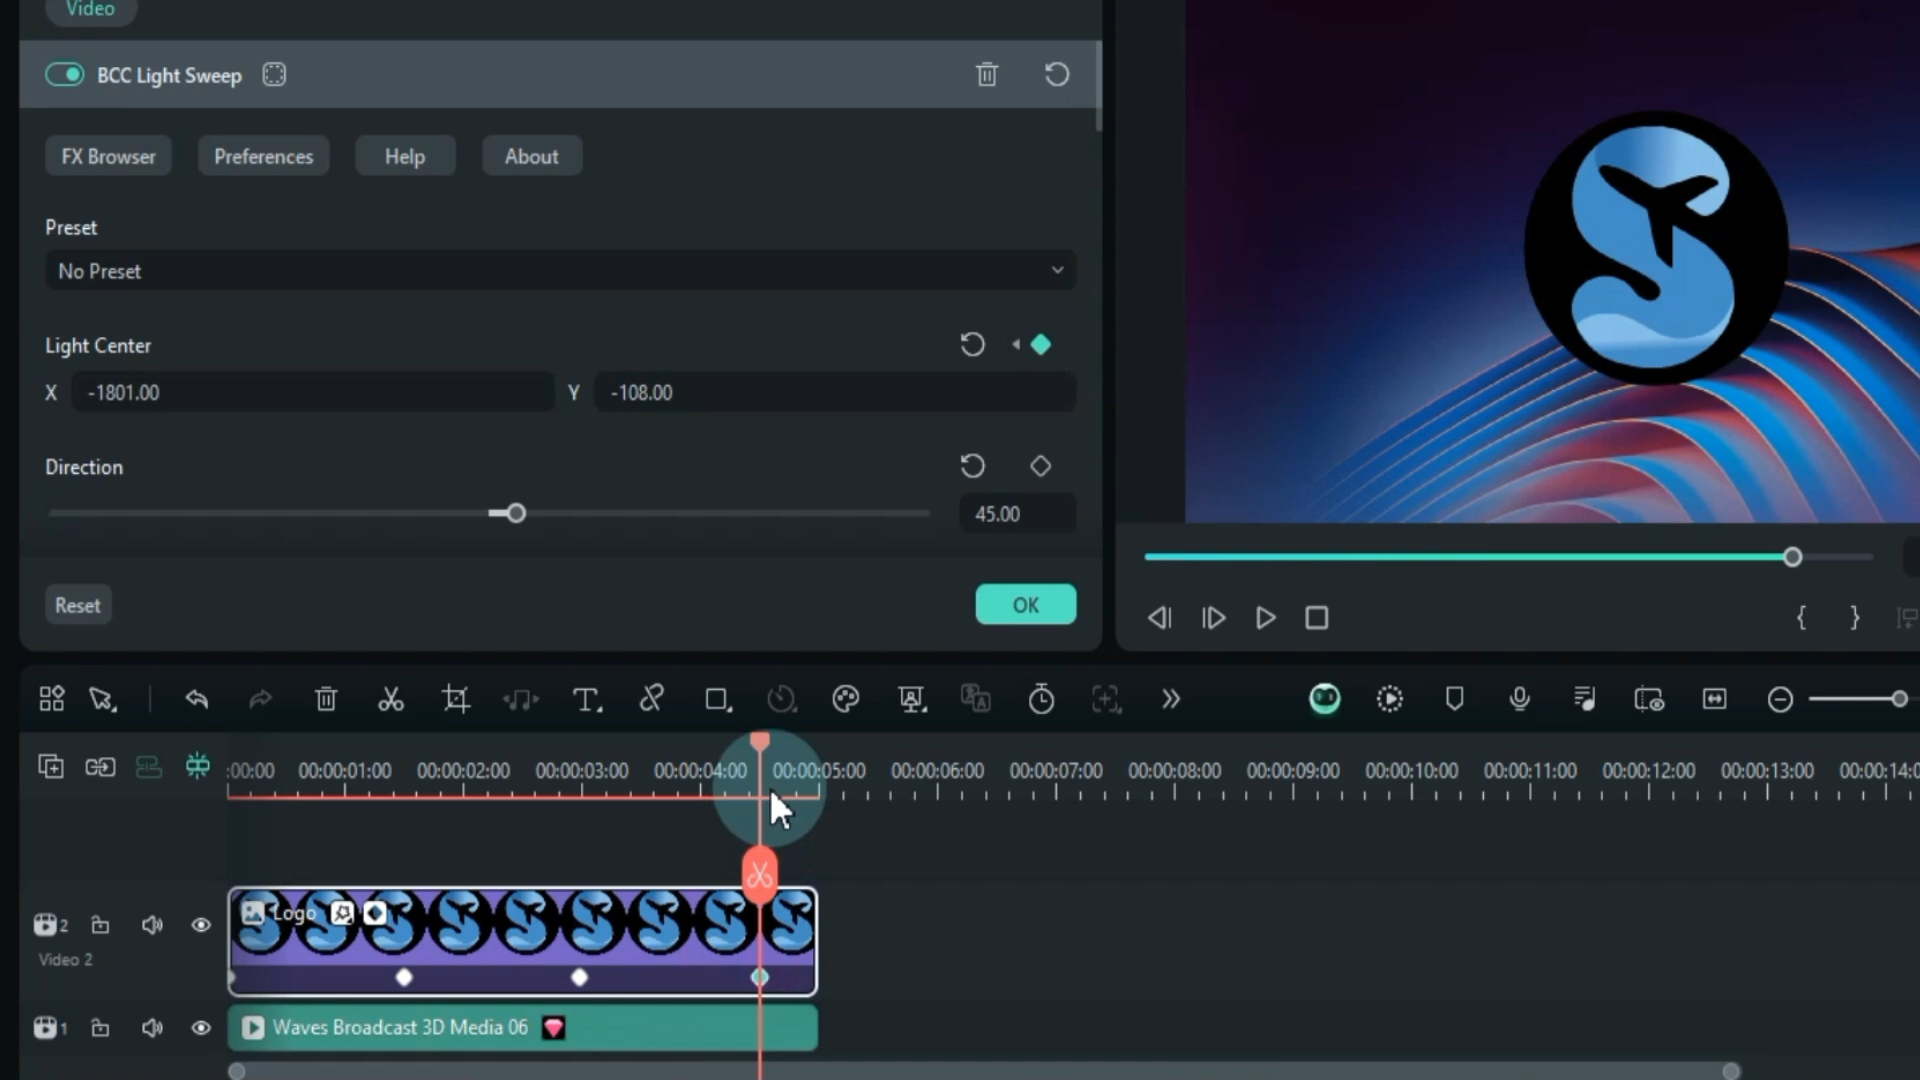 Video
BCC Light Sweep
FX Browser Preferences Help About
Preset
No Preset
Light Center
X -1801.00 Y -108.00
Direction
45.00
Reset OK
:00:00 00:00:01:00 00:00:02:00 00:00:03:00 00:00:04:00 00:00:05:00 00:00:06:00 00:00:07:00 00:00:08:00 00:00:09:00 00:00:10:00 00:00:11:00 00:00:12:00 00:00:13:00 00:00:14:0
Logo
2
Video 2
1
Waves Broadcast 3D Media 06